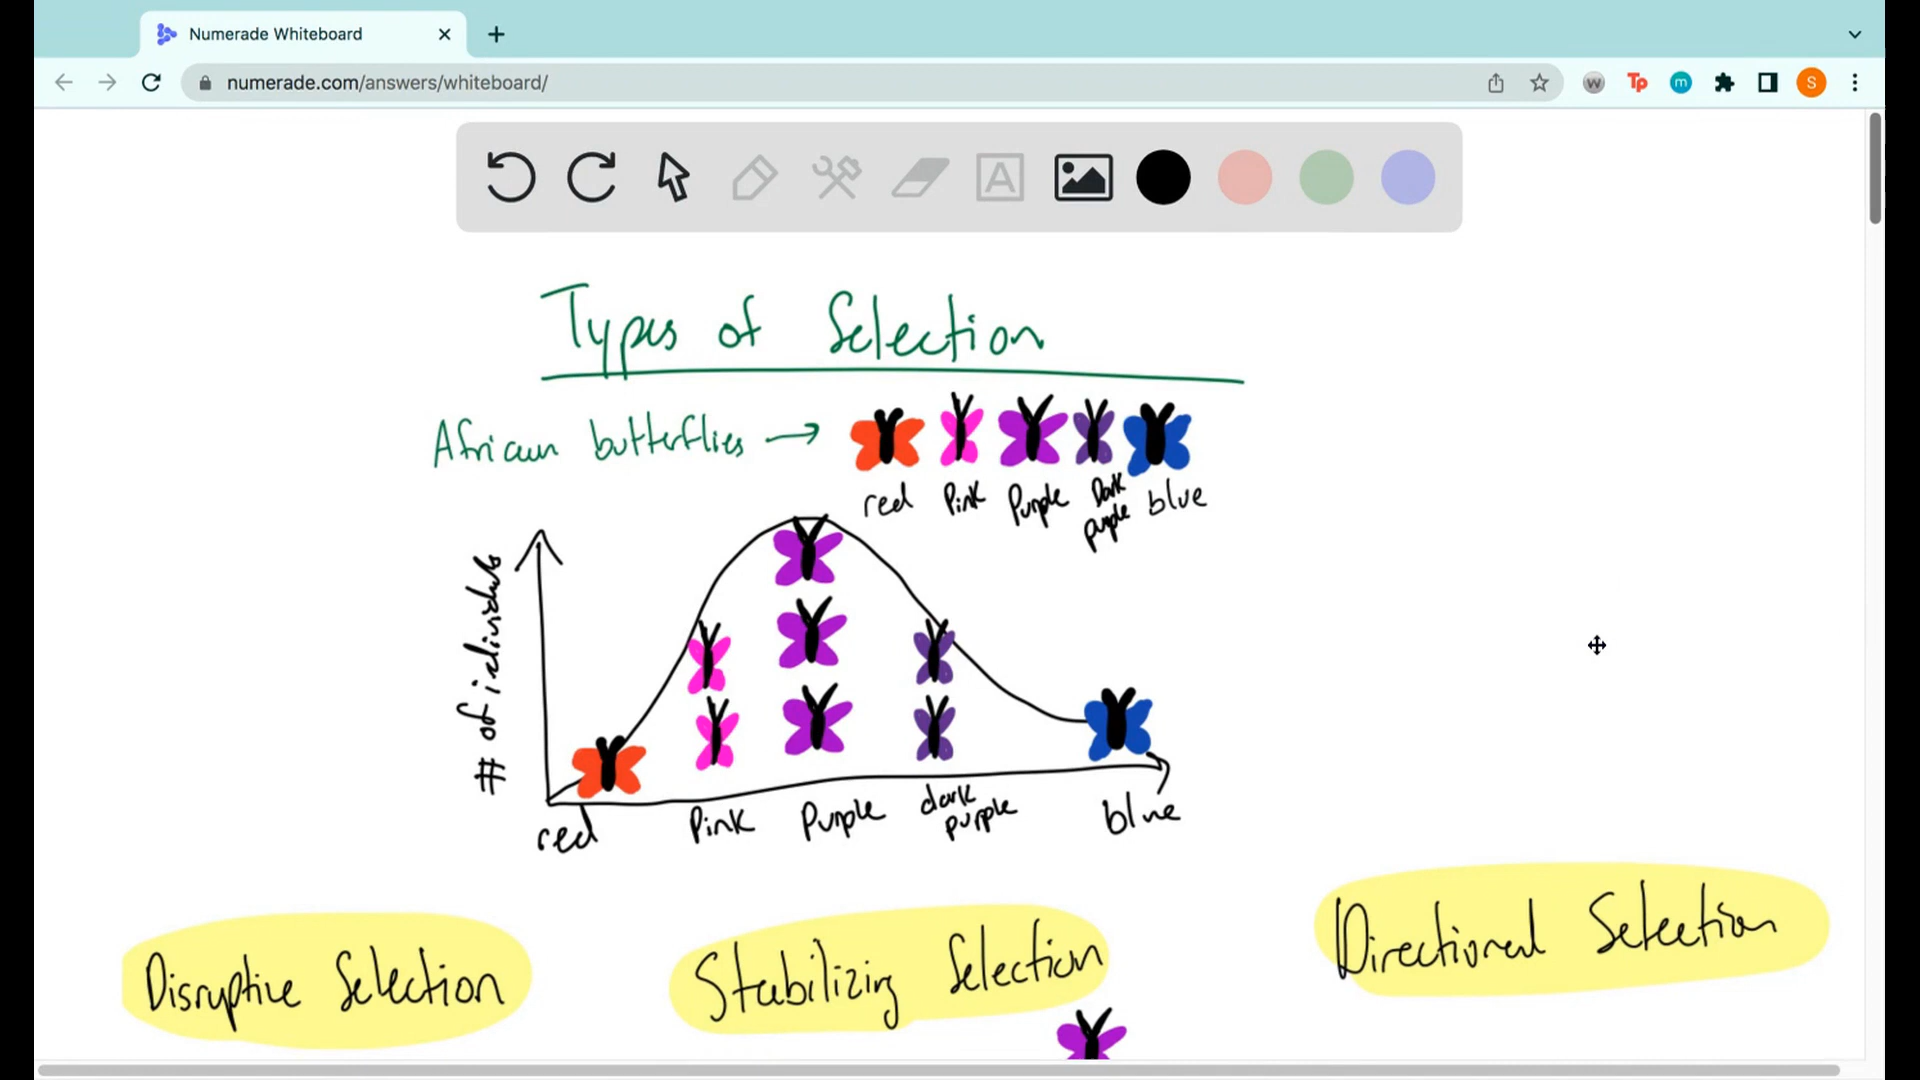 Numerade Whiteboard
numerade.com/answers/whiteboard/
W Tp m S
A
Types of Selection
African butterflies →
red Pink Purple Dark purple blue
# of individuals
red Pink Purple dark purple blue
Disruptive Selection
Stabilizing Selection
Directional Selection